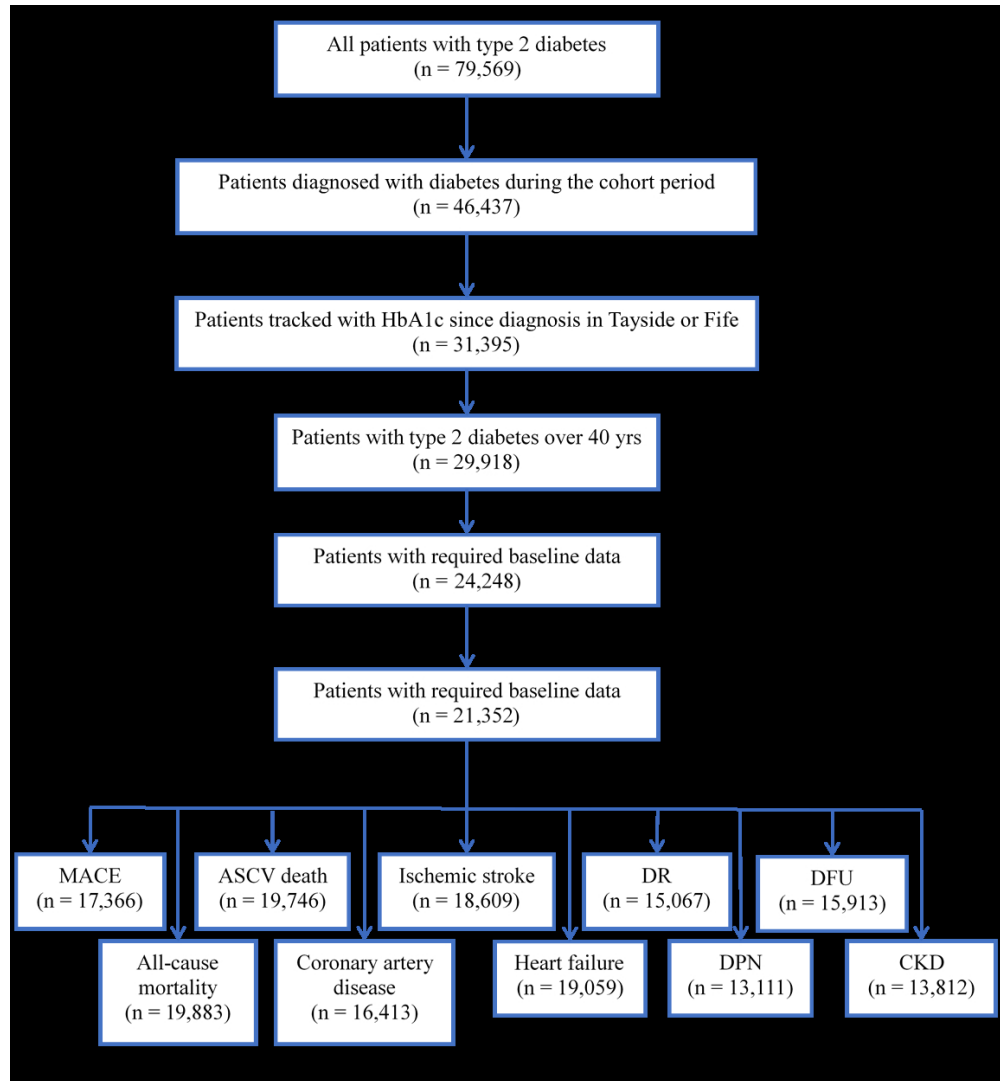 All patients with type 2 diabetes
(n = 79,569)
Patients diagnosed with diabetes during the cohort period
(n = 46,437)
Patients tracked with HbA1c since diagnosis in Tayside or Fife
(n = 31,395)
Patients with type 2 diabetes over 40 yrs
(n = 29,918)
Patients with required baseline data
(n = 24,248)
Patients with required baseline data
(n = 21,352)
MACE
(n = 17,366)
ASCV death
(n = 19,746)
Ischemic stroke
(n = 18,609)
DR
(n = 15,067)
DFU
(n = 15,913)
All-cause
mortality
(n = 19,883)
Coronary artery
disease
(n = 16,413)
Heart failure
(n = 19,059)
DPN
(n = 13,111)
CKD
(n = 13,812)